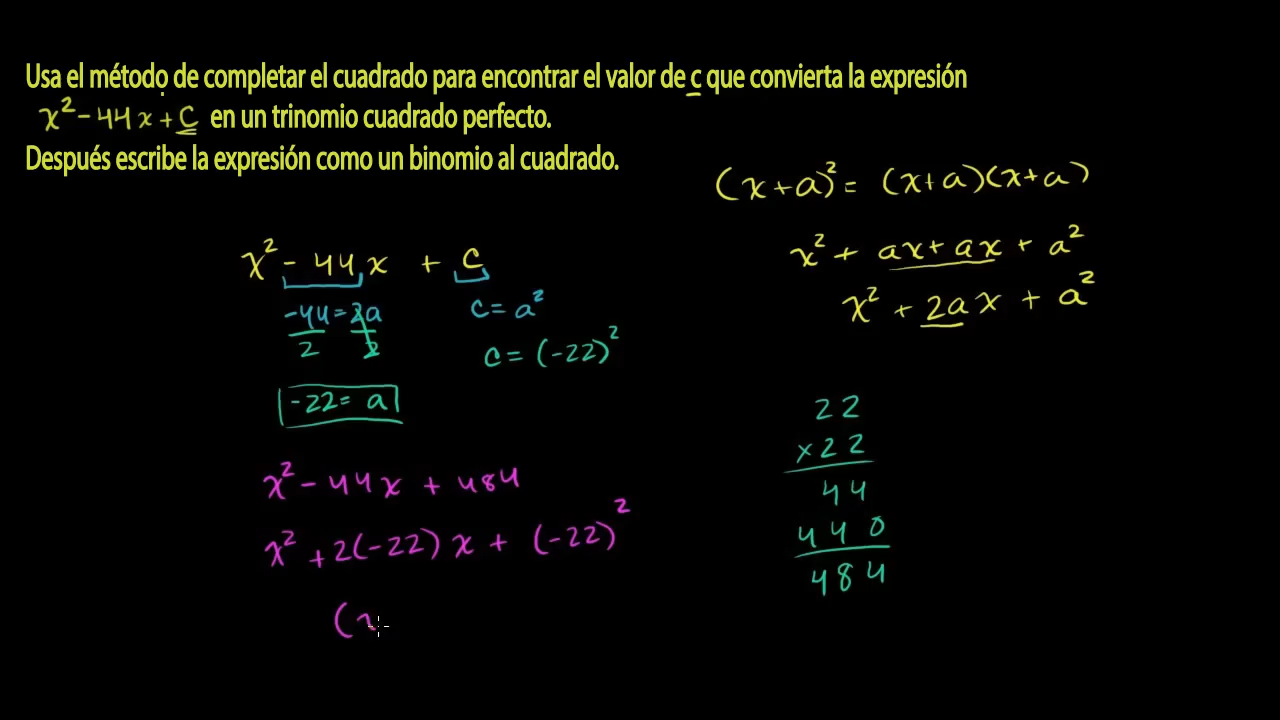 Usa el método de completar el cuadrado para encontrar el valor de c que convierta la expresión
x² - 44x + C en un trinomio cuadrado perfecto.
Después escribe la expresión como un binomio al cuadrado.
(x+a)² = (x+a)(x+a)
x² + ax + ax + a²
x² + 2ax + a²
x² - 44x + c
-44 = 2a
2 2
-22 = a
c = a²
c = (-22)²
x² - 44x + 484
x² + 2(-22)x + (-22)²
(x
22
×22
44
440
484